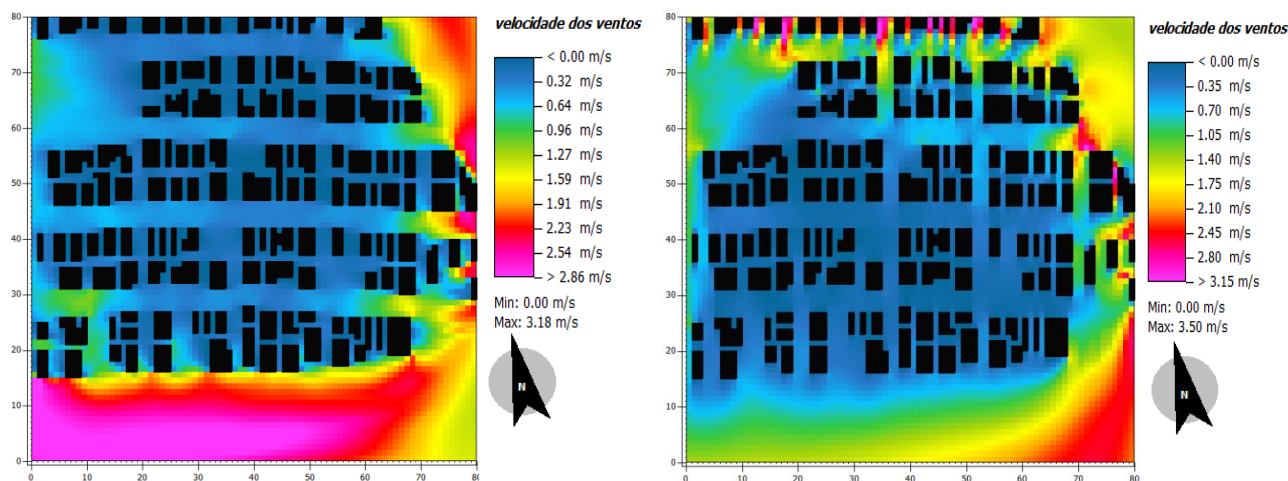 velocidade dos ventos
80
70
60
50
40
30
20
10
0
0 10 20 30 40 50 60 70 80
< 0.00 m/s
0.32 m/s
0.64 m/s
0.96 m/s
1.27 m/s
1.59 m/s
1.91 m/s
2.23 m/s
2.54 m/s
> 2.86 m/s
Min: 0.00 m/s
Max: 3.18 m/s
N
velocidade dos ventos
80
70
60
50
40
30
20
10
0
0 10 20 30 40 50 60 70 80
< 0.00 m/s
0.35 m/s
0.70 m/s
1.05 m/s
1.40 m/s
1.75 m/s
2.10 m/s
2.45 m/s
2.80 m/s
> 3.15 m/s
Min: 0.00 m/s
Max: 3.50 m/s
N